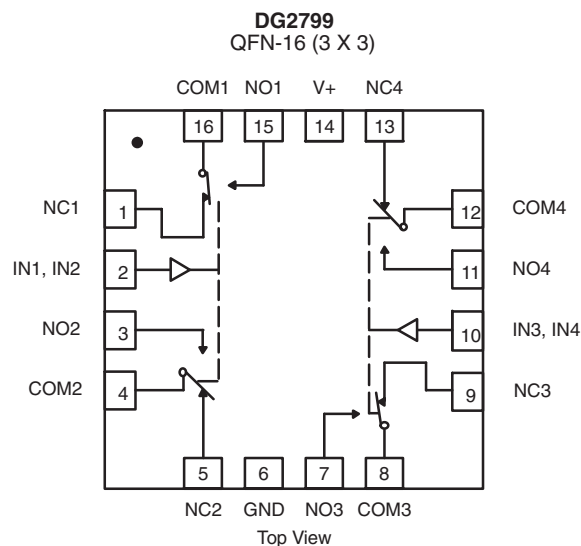 DG2799
QFN-16 (3 X 3)
COM1 NO1 V+ NC4
16 15 14 13
NC1 1 12 COM4
IN1, IN2 2 11 NO4
NO2 3 10 IN3, IN4
COM2 4 9 NC3
5 6 7 8
NC2 GND NO3 COM3
Top View